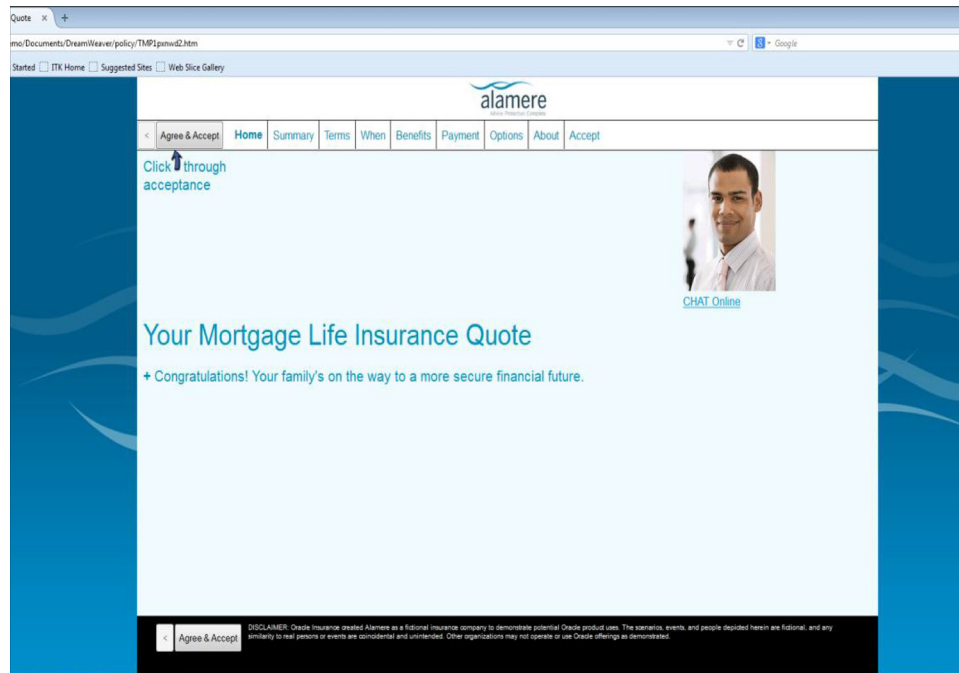 Quote × +
emo/Documents/DreamWeaver/policy/TMP1pxnwd2.htm
Google
Started ITK Home Suggested Sites Web Slice Gallery
alamere
< Agree & Accept Home Summary Terms When Benefits Payment Options About Accept
Click through
acceptance
CHAT Online
Your Mortgage Life Insurance Quote
+ Congratulations! Your family's on the way to a more secure financial future.
< Agree & Accept
DISCLAIMER: Oracle Insurance created Alamere as a fictional insurance company to demonstrate potential Oracle product uses. The scenarios, events, and people depicted herein are fictional, and any
similarity to real persons or events are coincidental and unintended. Other organizations may not operate or use Oracle offerings as demonstrated.